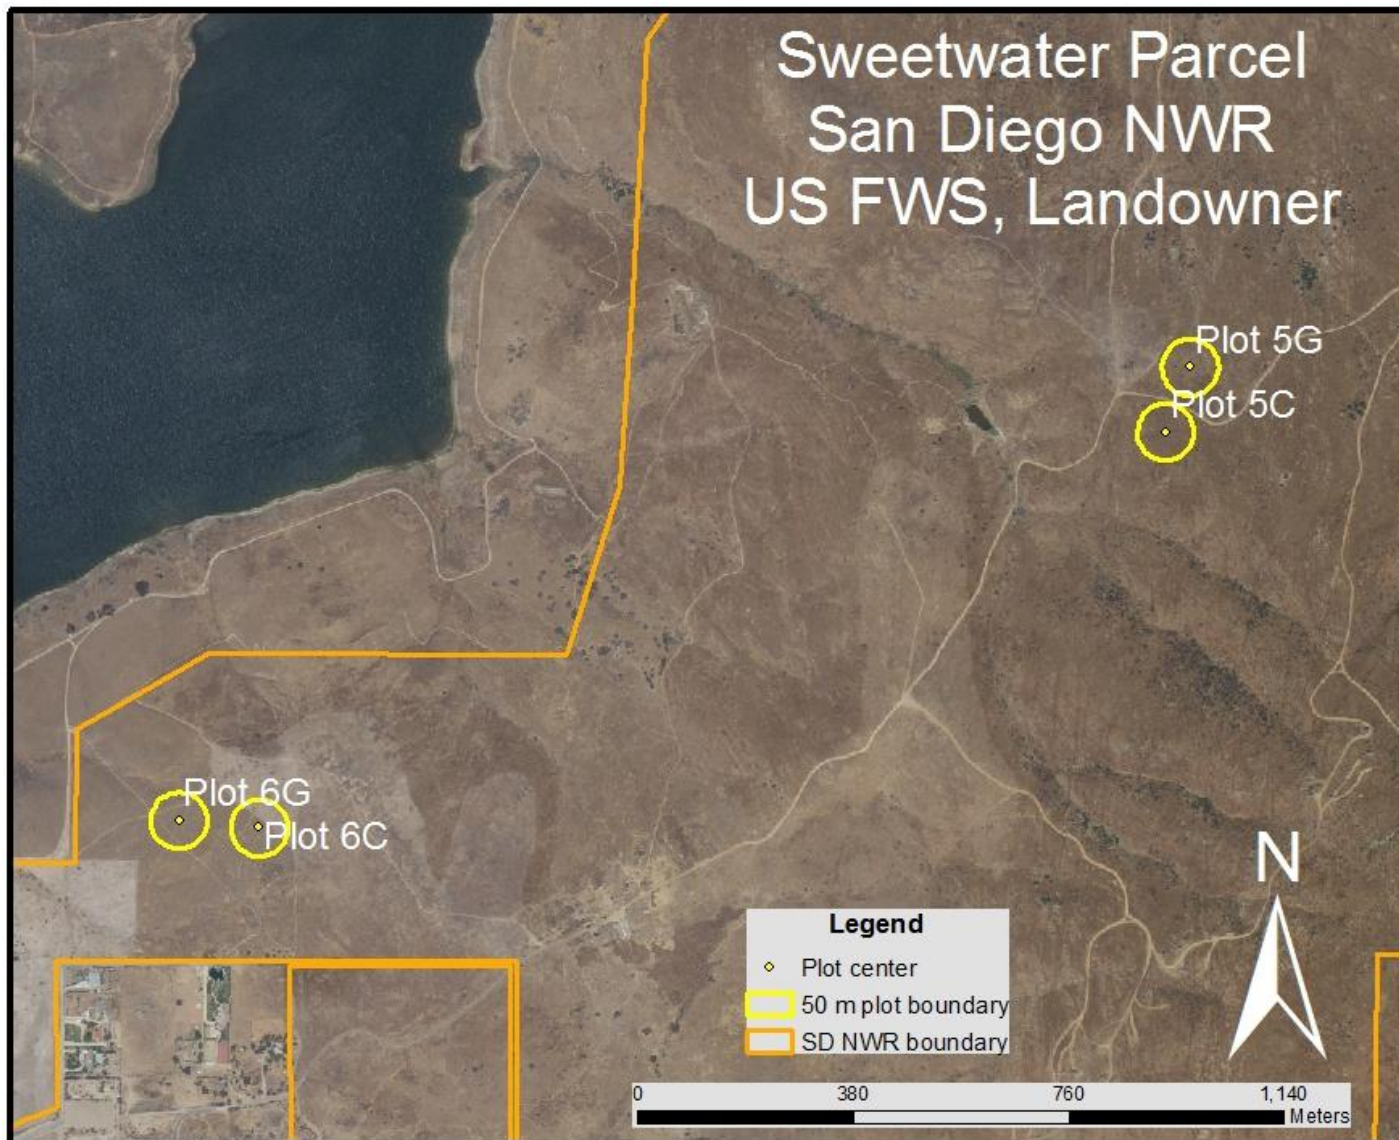 Sweetwater Parcel
San Diego NWR
US FWS, Landowner
Plot 5G
Plot 5C
Plot 6G
Plot 6C
N
Legend
Plot center
50 m plot boundary
SD NWR boundary
0 380 760 1,140
Meters